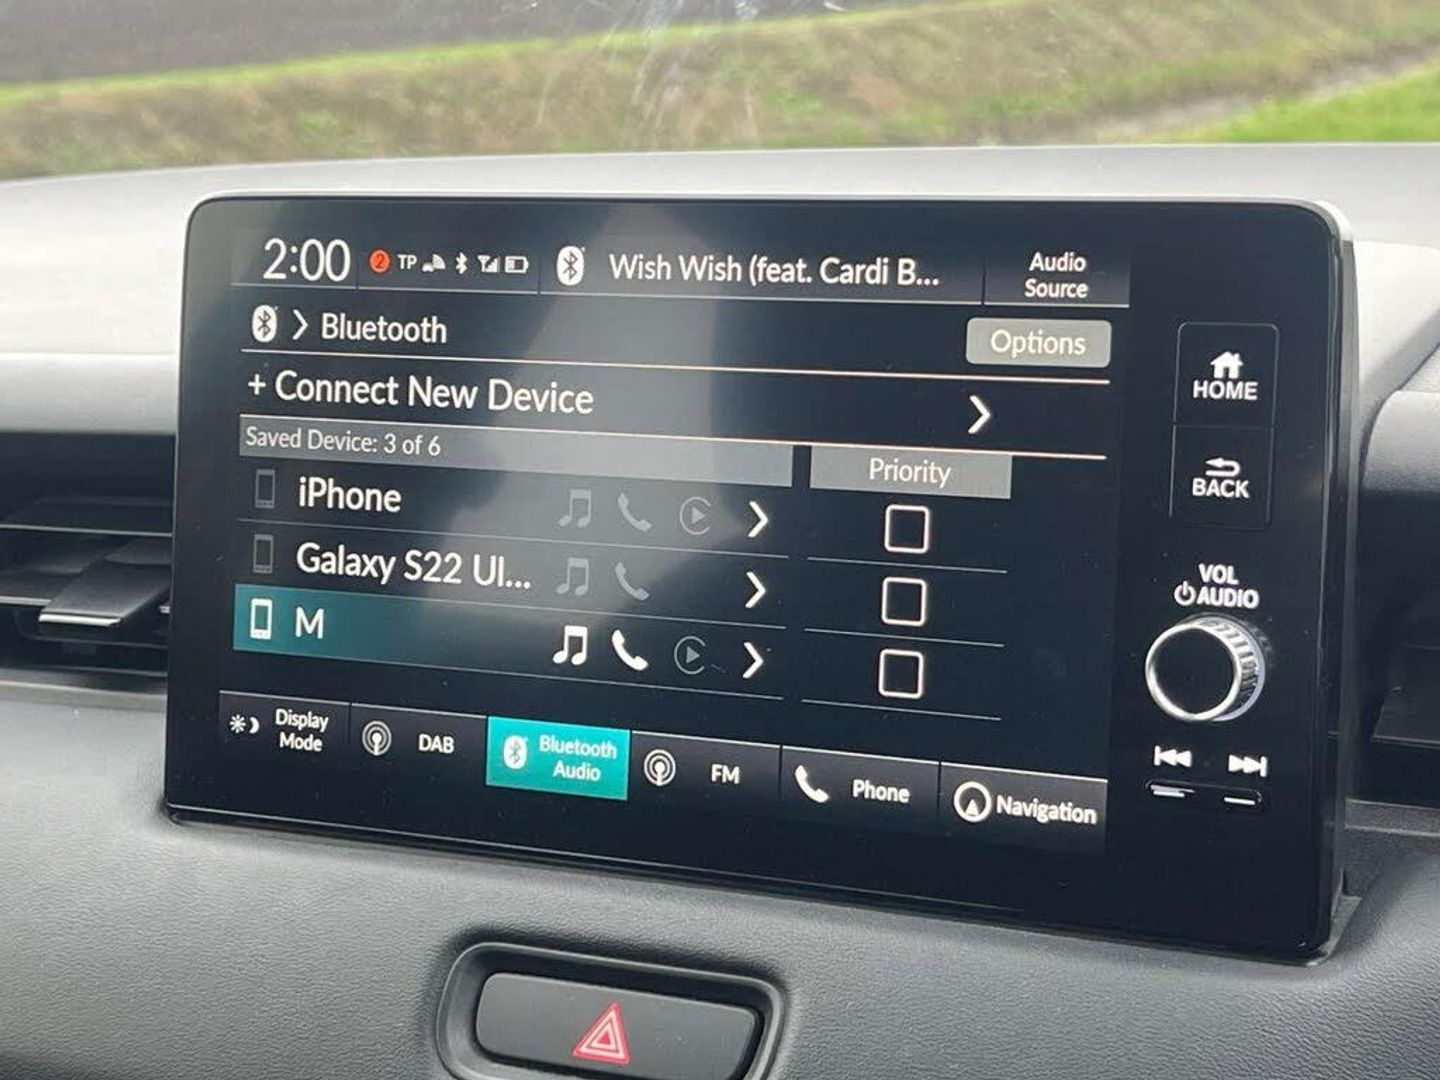 2:00 2 TP Wish Wish (feat. Cardi B... Audio Source
Bluetooth Options
+ Connect New Device
Saved Device: 3 of 6 Priority
iPhone
Galaxy S22 Ul...
M
Display Mode DAB Bluetooth Audio FM Phone Navigation
HOME
BACK
VOL
AUDIO